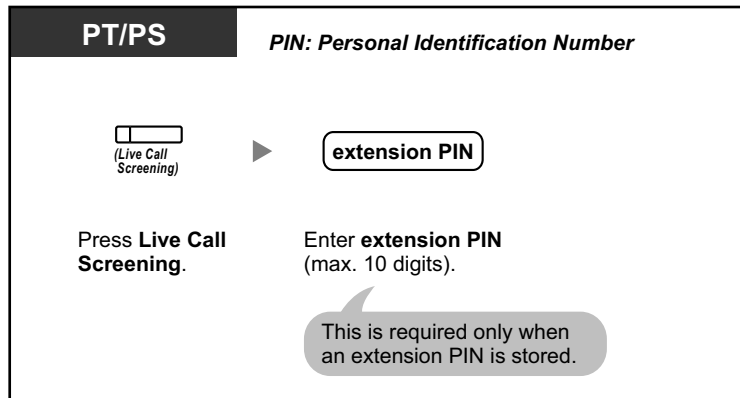 PT/PS
PIN: Personal Identification Number
(Live Call
Screening)
extension PIN
Press Live Call
Screening.
Enter extension PIN
(max. 10 digits).
This is required only when
an extension PIN is stored.